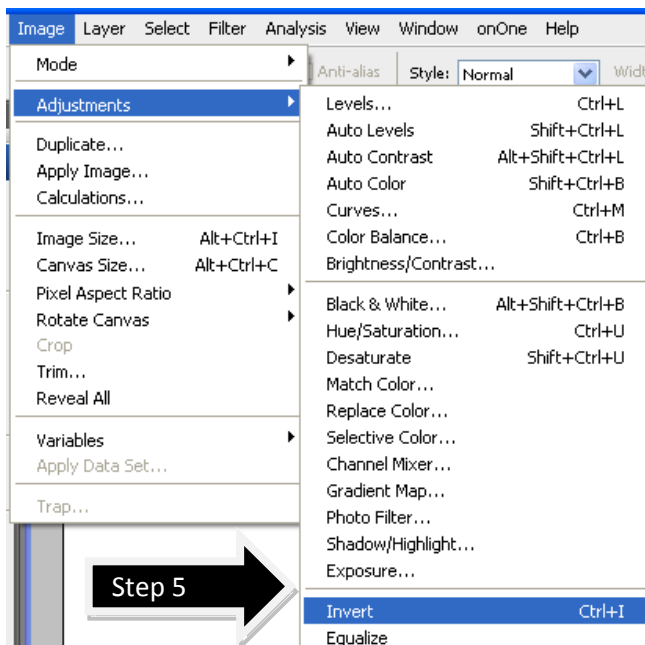 Image Layer Select Filter Analysis View Window onOne Help
Mode
Anti-alias Style: Normal
Adjustments
Duplicate...
Apply Image...
Calculations...
Image Size... Alt+Ctrl+I
Canvas Size... Alt+Ctrl+C
Pixel Aspect Ratio
Rotate Canvas
Crop
Trim...
Reveal All
Variables
Apply Data Set...
Trap...
Levels... Ctrl+L
Auto Levels Shift+Ctrl+L
Auto Contrast Alt+Shift+Ctrl+L
Auto Color Shift+Ctrl+B
Curves... Ctrl+M
Color Balance... Ctrl+B
Brightness/Contrast...
Black & White... Alt+Shift+Ctrl+B
Hue/Saturation... Ctrl+U
Desaturate Shift+Ctrl+U
Match Color...
Replace Color...
Selective Color...
Channel Mixer...
Gradient Map...
Photo Filter...
Shadow/Highlight...
Exposure...
Step 5
Invert Ctrl+I
Equalize